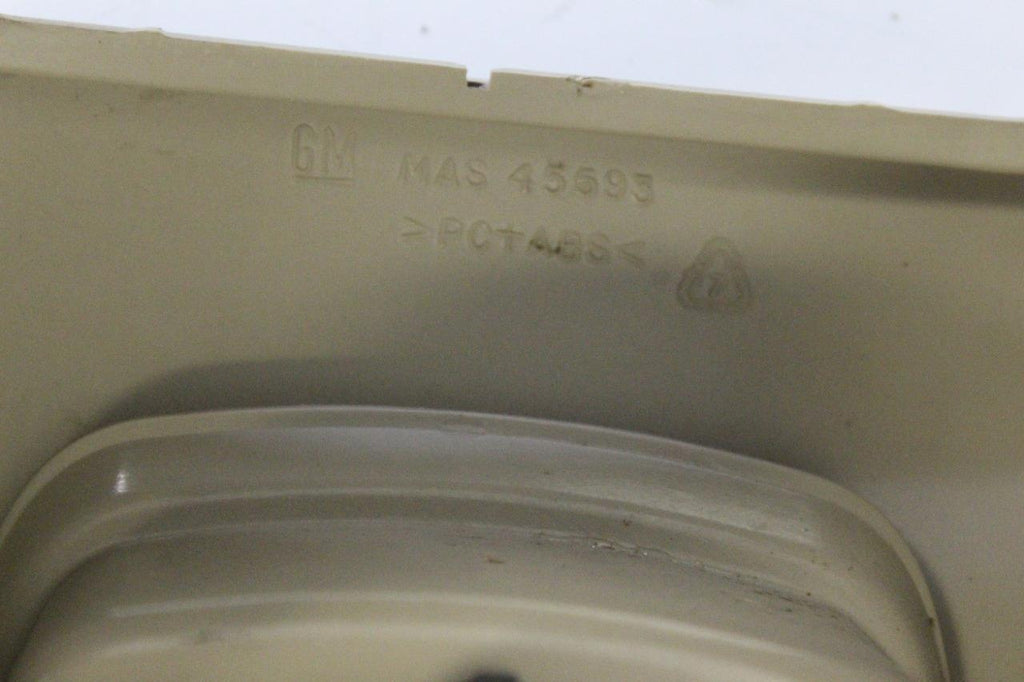 GM MAS 45693
>PC+ABS<